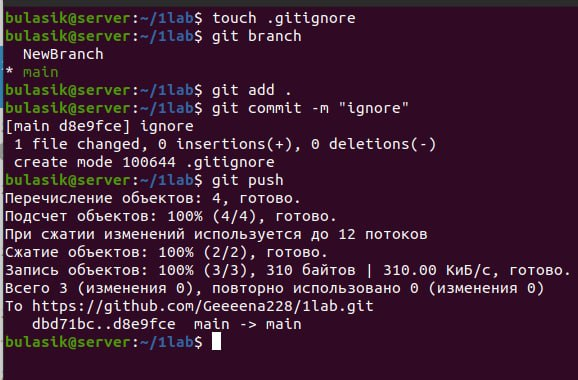 bulasik@server:~/1lab$ touch .gitignore
bulasik@server:~/1lab$ git branch
  NewBranch
* main
bulasik@server:~/1lab$ git add .
bulasik@server:~/1lab$ git commit -m "ignore"
[main d8e9fce] ignore
 1 file changed, 0 insertions(+), 0 deletions(-)
 create mode 100644 .gitignore
bulasik@server:~/1lab$ git push
Перечисление объектов: 4, готово.
Подсчет объектов: 100% (4/4), готово.
При сжатии изменений используется до 12 потоков
Сжатие объектов: 100% (2/2), готово.
Запись объектов: 100% (3/3), 310 байтов | 310.00 КиБ/с, готово.
Всего 3 (изменения 0), повторно использовано 0 (изменения 0)
To https://github.com/Geeeena228/1lab.git
   dbd71bc..d8e9fce  main -> main
bulasik@server:~/1lab$